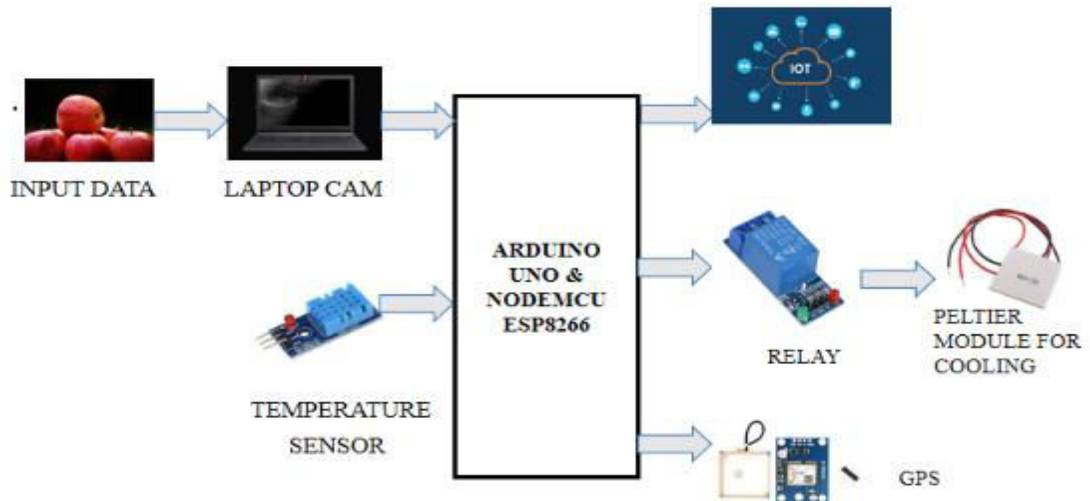 IOT
INPUT DATA
LAPTOP CAM
ARDUINO
UNO &
NODEMCU
ESP8266
RELAY
PELTIER
MODULE FOR
COOLING
TEMPERATURE
SENSOR
GPS